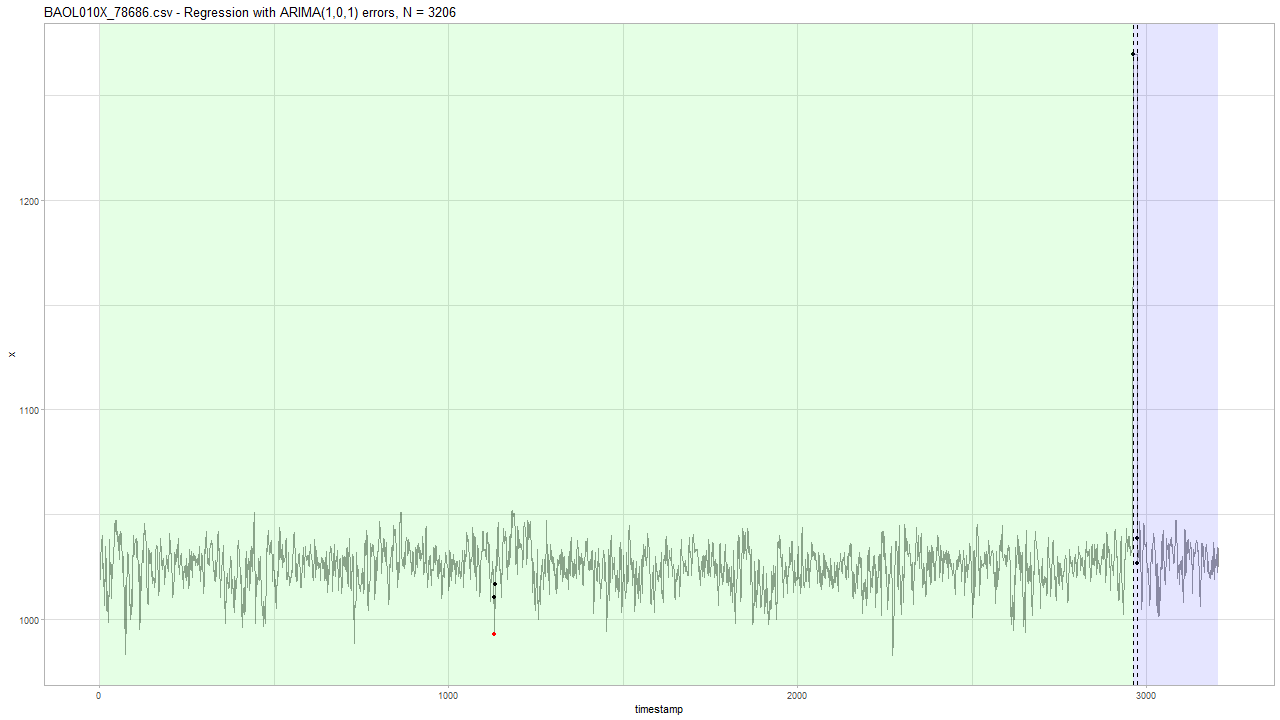 BAOL010X_78686.csv - Regression with ARIMA(1,0,1) errors, N = 3206
1200
1100
1000
x
0
1000
2000
3000
timestamp